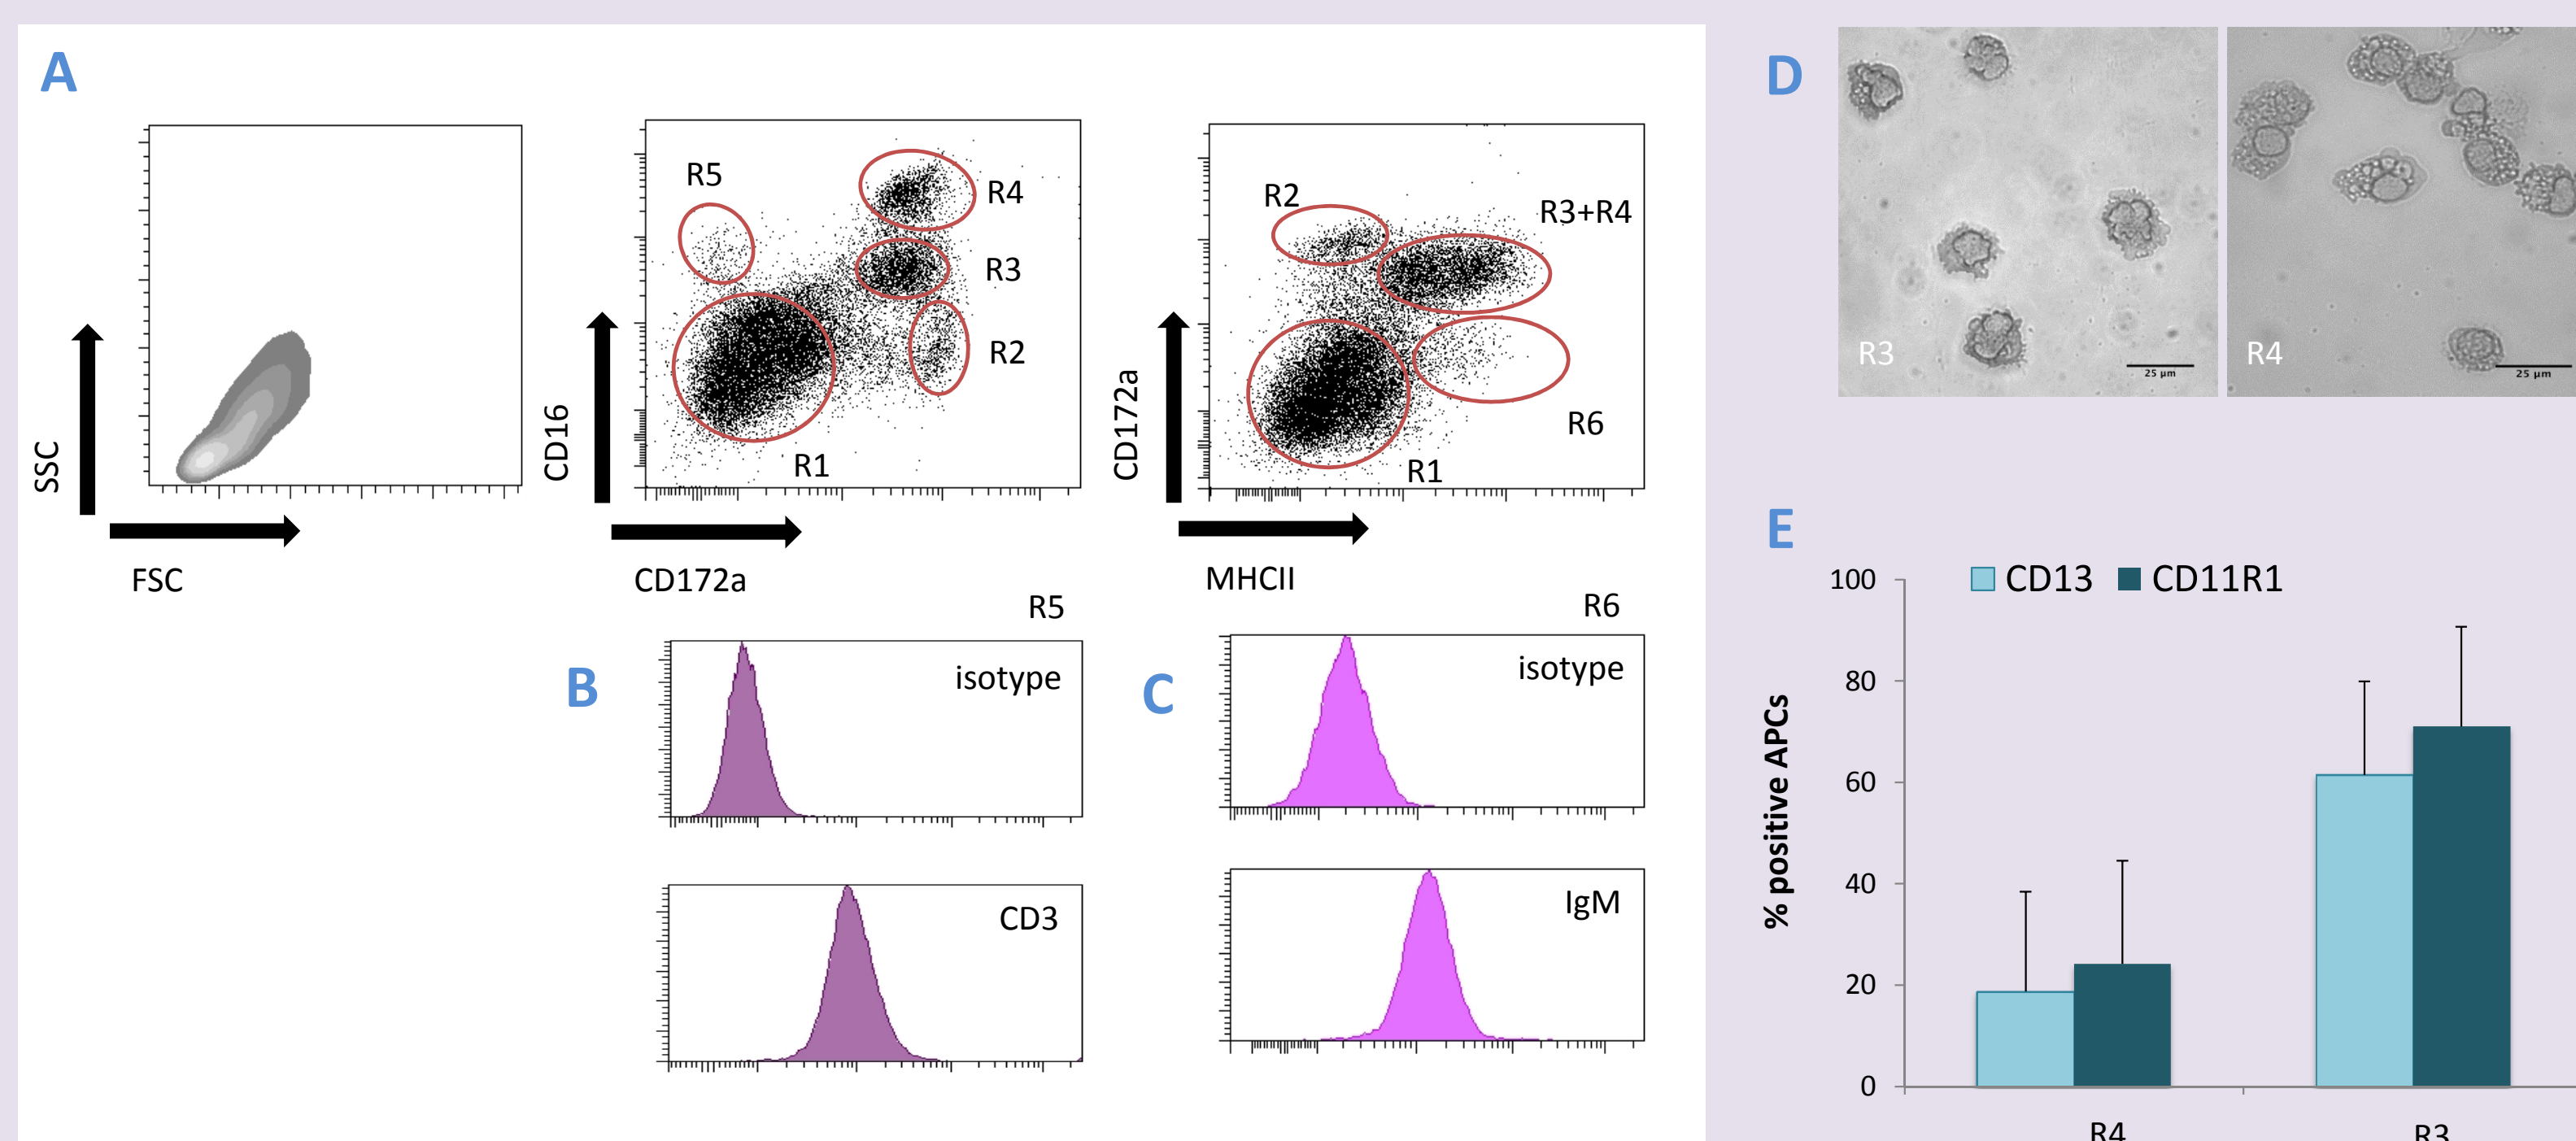 A
SSC
FSC
R5
R4
R3
R2
R1
CD16
CD172a
R2
R3+R4
R6
R1
CD172a
MHCII
B
R5
isotype
CD3
C
R6
isotype
IgM
D
R3
25 µm
R4
25 µm
E
CD13
CD11R1
100
80
60
40
20
0
% positive APCs
R4
R3